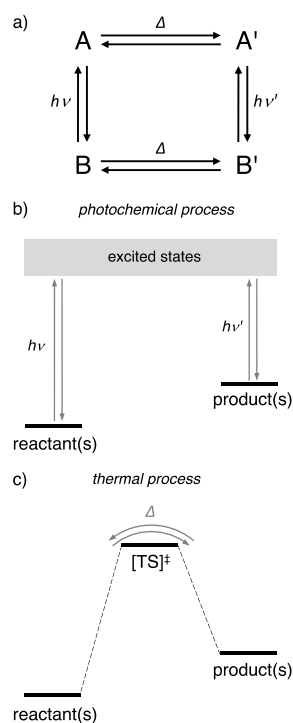 a)
Δ
A A'
hν hν'
Δ
B B'
b) photochemical process
excited states
hν'
hν
product(s)
reactant(s)
c) thermal process
Δ
[TS]‡
product(s)
reactant(s)